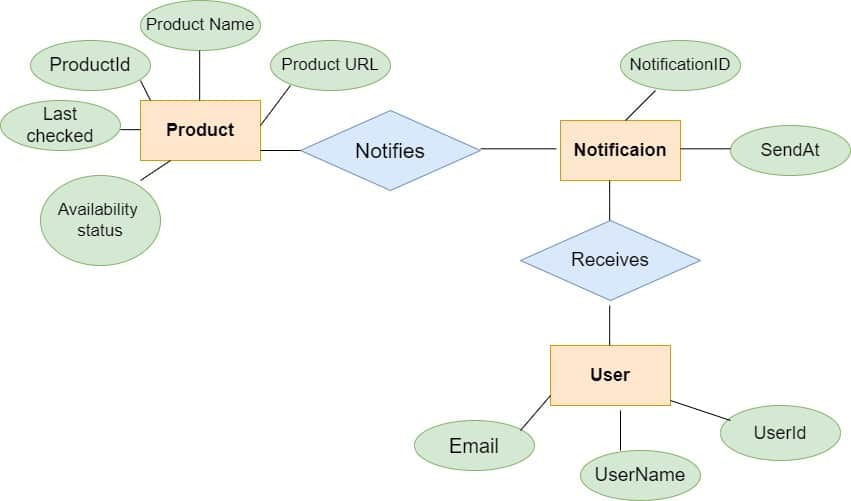 Product Name
ProductId
Product URL
NotificationID
Last
checked
Product
Notifies
Notificaion
SendAt
Availability
status
Receives
User
Email
UserName
UserId